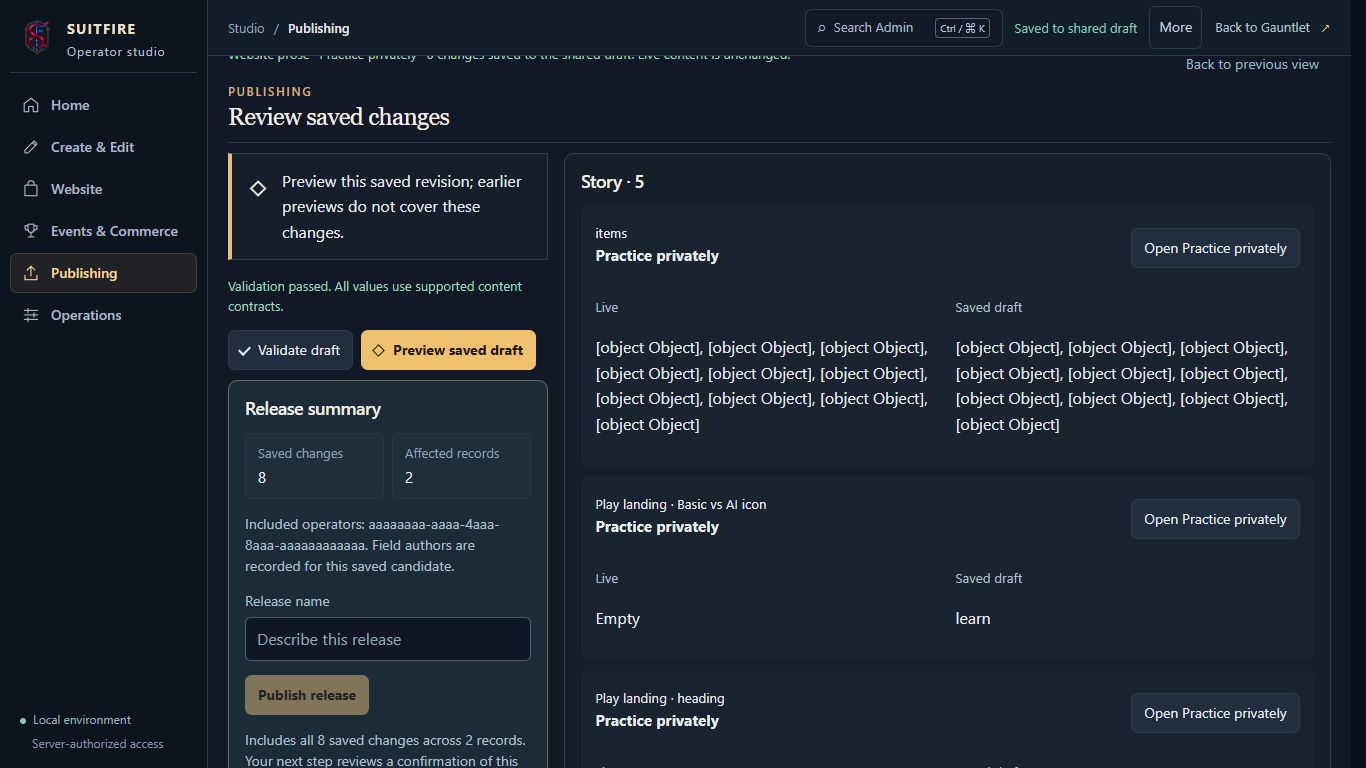 SUITFIRE
Operator studio
Home
Create & Edit
Website
Events & Commerce
Publishing
Operations
Local environment
Server-authorized access
Studio / Publishing
Search Admin
Ctrl / ⌘ K
Saved to shared draft
More
Back to Gauntlet ↗
Back to previous view
PUBLISHING
Review saved changes
Preview this saved revision; earlier
previews do not cover these
changes.
Validation passed. All values use supported content
contracts.
Validate draft
Preview saved draft
Release summary
Saved changes
8
Affected records
2
Included operators: aaaaaaaa-aaaa-4aaa-
8aaa-aaaaaaaaaaaa. Field authors are
recorded for this saved candidate.
Release name
Describe this release
Publish release
Includes all 8 saved changes across 2 records.
Your next step reviews a confirmation of this
Story · 5
items
Practice privately
Open Practice privately
Live
[object Object], [object Object], [object Object],
[object Object], [object Object], [object Object],
[object Object], [object Object], [object Object],
[object Object]
Saved draft
[object Object], [object Object], [object Object],
[object Object], [object Object], [object Object],
[object Object], [object Object], [object Object],
[object Object]
Play landing · Basic vs AI icon
Practice privately
Open Practice privately
Live
Empty
Saved draft
learn
Play landing · heading
Practice privately
Open Practice privately